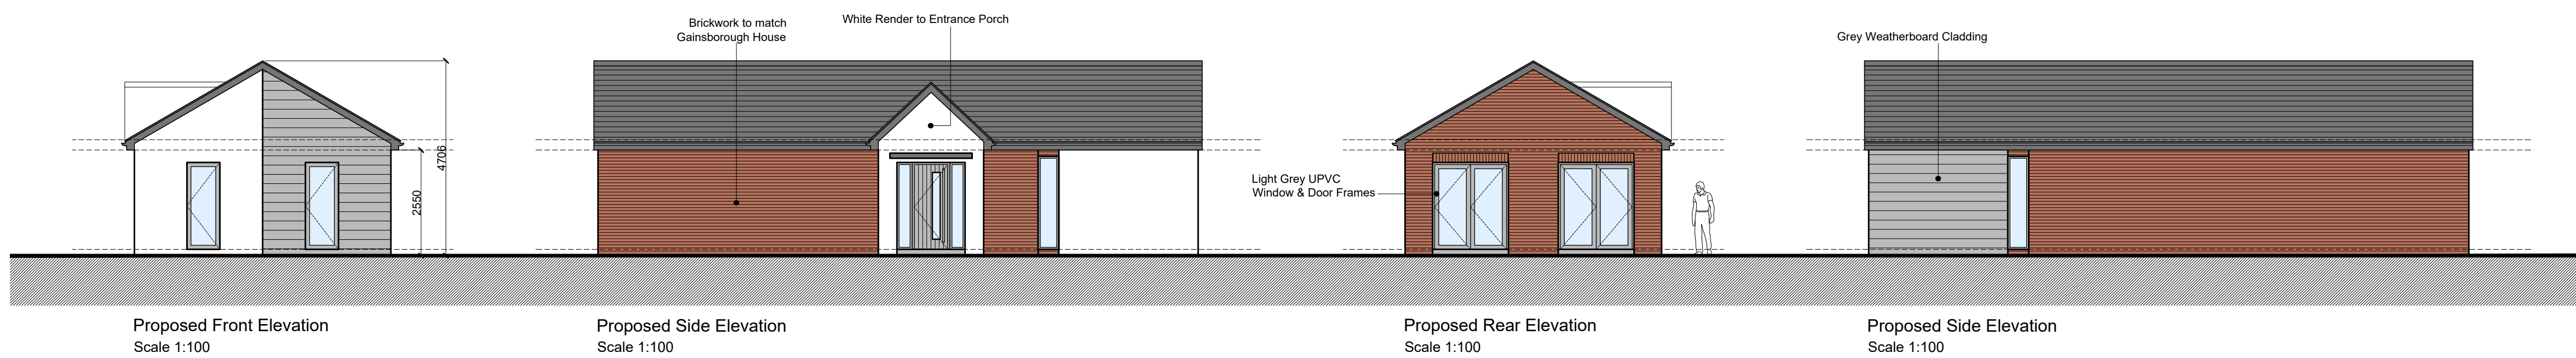 Brickwork to match
Gainsborough House
White Render to Entrance Porch
Grey Weatherboard Cladding
4706
2550
Light Grey UPVC
Window & Door Frames
Proposed Front Elevation
Scale 1:100
Proposed Side Elevation
Scale 1:100
Proposed Rear Elevation
Scale 1:100
Proposed Side Elevation
Scale 1:100